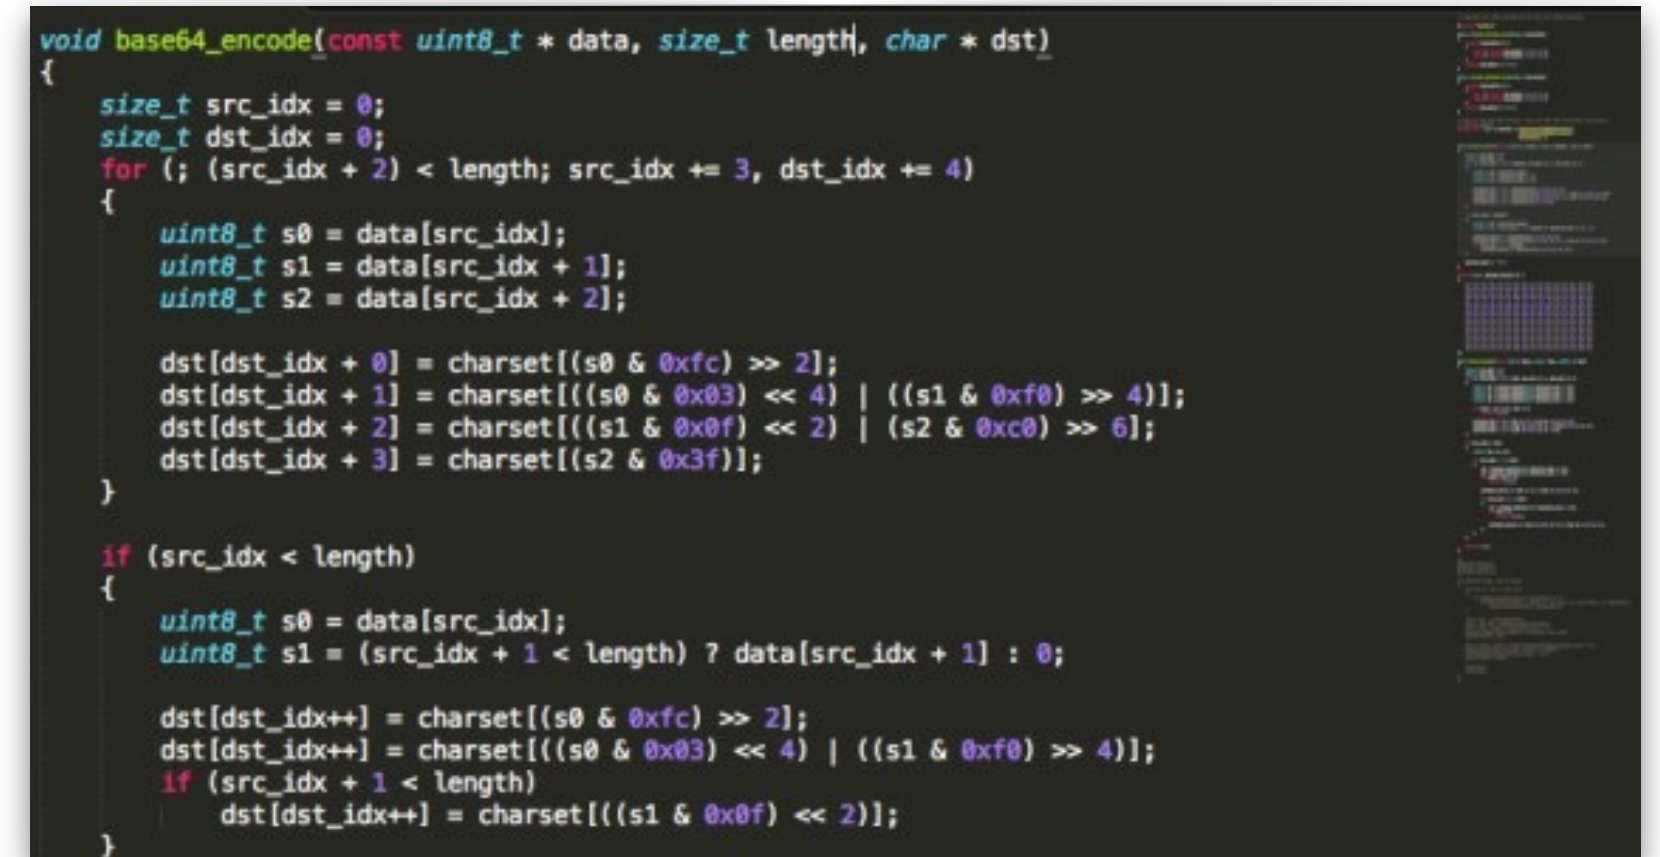 void base64_encode(const uint8_t * data, size_t length, char * dst)
{
    size_t src_idx = 0;
    size_t dst_idx = 0;
    for (; (src_idx + 2) < length; src_idx += 3, dst_idx += 4)
    {
        uint8_t s0 = data[src_idx];
        uint8_t s1 = data[src_idx + 1];
        uint8_t s2 = data[src_idx + 2];

        dst[dst_idx + 0] = charset[(s0 & 0xfc) >> 2];
        dst[dst_idx + 1] = charset[((s0 & 0x03) << 4) | ((s1 & 0xf0) >> 4)];
        dst[dst_idx + 2] = charset[((s1 & 0x0f) << 2) | (s2 & 0xc0) >> 6];
        dst[dst_idx + 3] = charset[(s2 & 0x3f)];
    }

    if (src_idx < length)
    {
        uint8_t s0 = data[src_idx];
        uint8_t s1 = (src_idx + 1 < length) ? data[src_idx + 1] : 0;

        dst[dst_idx++] = charset[(s0 & 0xfc) >> 2];
        dst[dst_idx++] = charset[((s0 & 0x03) << 4) | ((s1 & 0xf0) >> 4)];
        if (src_idx + 1 < length)
            dst[dst_idx++] = charset[((s1 & 0x0f) << 2)];
    }